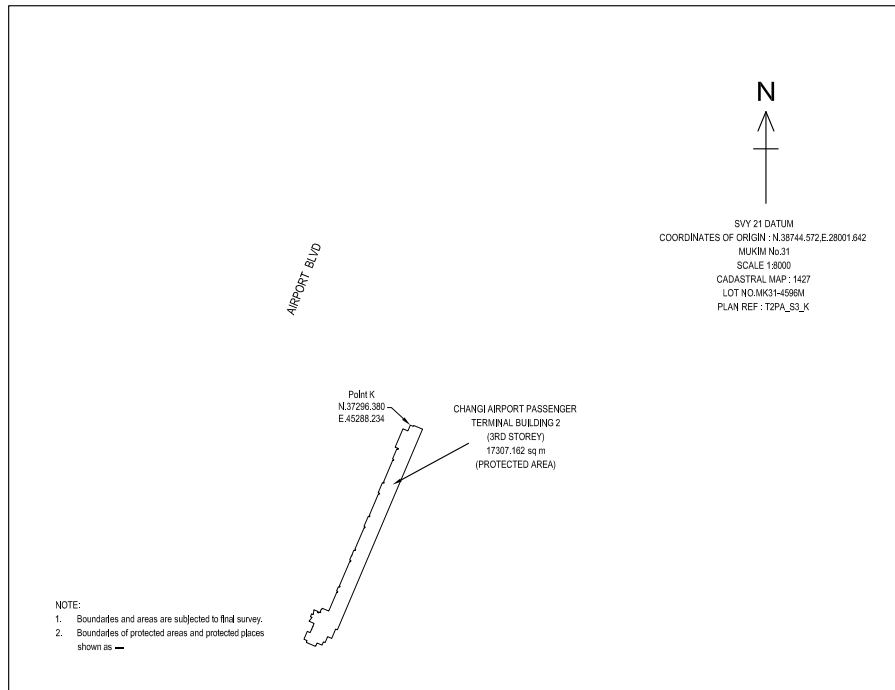 N
SVY 21 DATUM
COORDINATES OF ORIGIN : N.38744.572,E.28001.642
MUKIM No.31
SCALE 1:8000
CADASTRAL MAP : 1427
LOT NO.MK31-4596M
PLAN REF : T2PA_S3_K
AIRPORT BLVD
Point K
N.37296.380
E.45288.234
CHANGI AIRPORT PASSENGER
TERMINAL BUILDING 2
(3RD STOREY)
17307.162 sq m
(PROTECTED AREA)
NOTE:
1. Boundaries and areas are subjected to final survey.
2. Boundaries of protected areas and protected places
shown as —